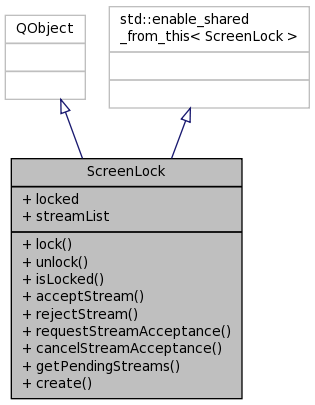 QObject
std::enable_shared
_from_this< ScreenLock >
ScreenLock
+ locked
+ streamList
+ lock()
+ unlock()
+ isLocked()
+ acceptStream()
+ rejectStream()
+ requestStreamAcceptance()
+ cancelStreamAcceptance()
+ getPendingStreams()
+ create()